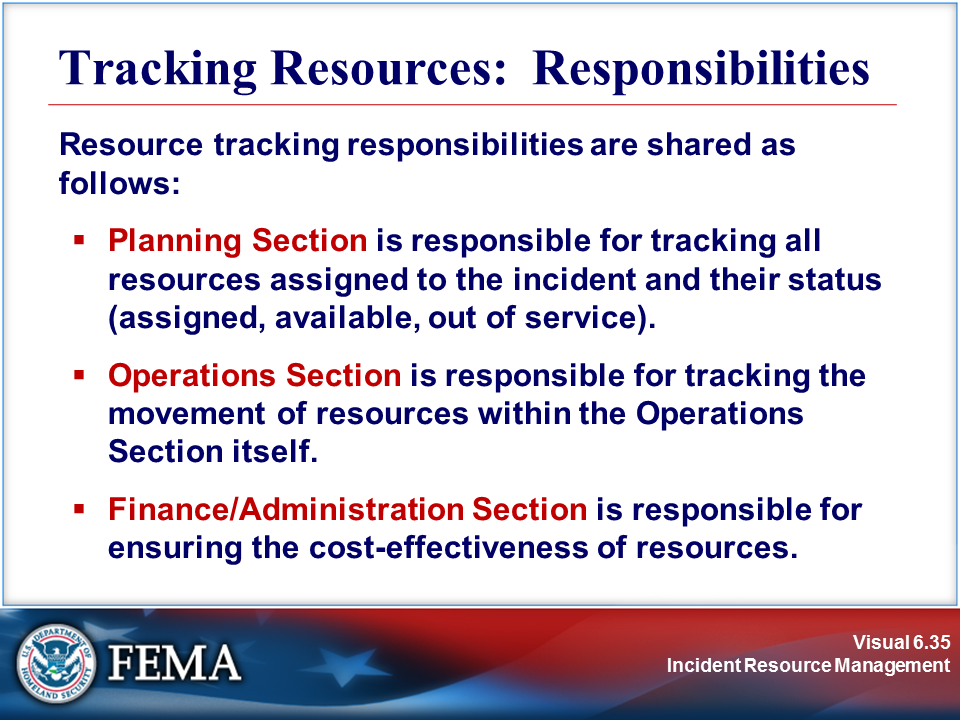 Tracking Resources:  Responsibilities
Resource tracking responsibilities are shared as
follows:
▪ Planning Section is responsible for tracking all
resources assigned to the incident and their status
(assigned, available, out of service).
▪ Operations Section is responsible for tracking the
movement of resources within the Operations
Section itself.
▪ Finance/Administration Section is responsible for
ensuring the cost-effectiveness of resources.
U.S. DEPARTMENT OF HOMELAND SECURITY
FEMA
Visual 6.35
Incident Resource Management